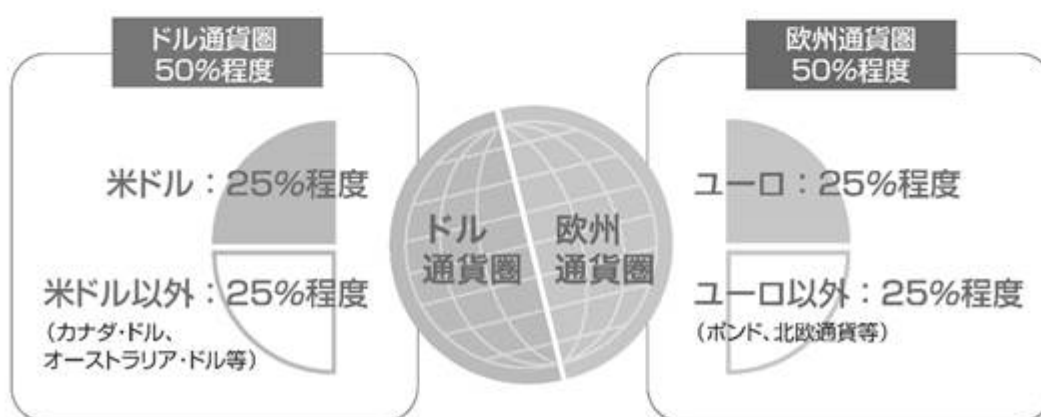 ドル通貨圏
50%程度
米ドル：25%程度
米ドル以外：25%程度
（カナダ・ドル、
オーストラリア・ドル等）
ドル
通貨圏
欧州
通貨圏
欧州通貨圏
50%程度
ユーロ：25%程度
ユーロ以外：25%程度
（ポンド、北欧通貨等）